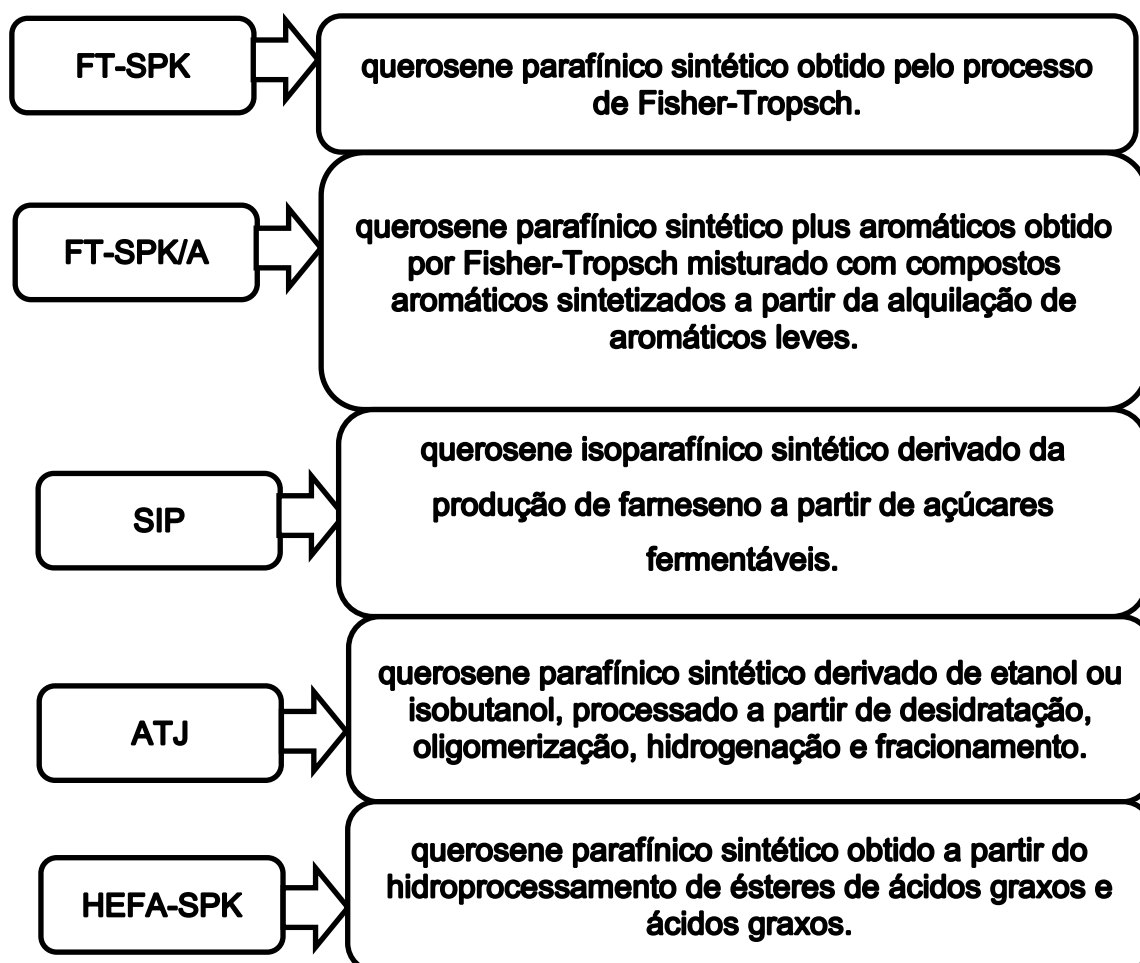 FT-SPK
querosene parafínico sintético obtido pelo processo
de Fisher-Tropsch.
FT-SPK/A
querosene parafínico sintético plus aromáticos obtido
por Fisher-Tropsch misturado com compostos
aromáticos sintetizados a partir da alquilação de
aromáticos leves.
SIP
querosene isoparafínico sintético derivado da
produção de farneseno a partir de açúcares
fermentáveis.
ATJ
querosene parafínico sintético derivado de etanol ou
isobutanol, processado a partir de desidratação,
oligomerização, hidrogenação e fracionamento.
HEFA-SPK
querosene parafínico sintético obtido a partir do
hidroprocessamento de ésteres de ácidos graxos e
ácidos graxos.